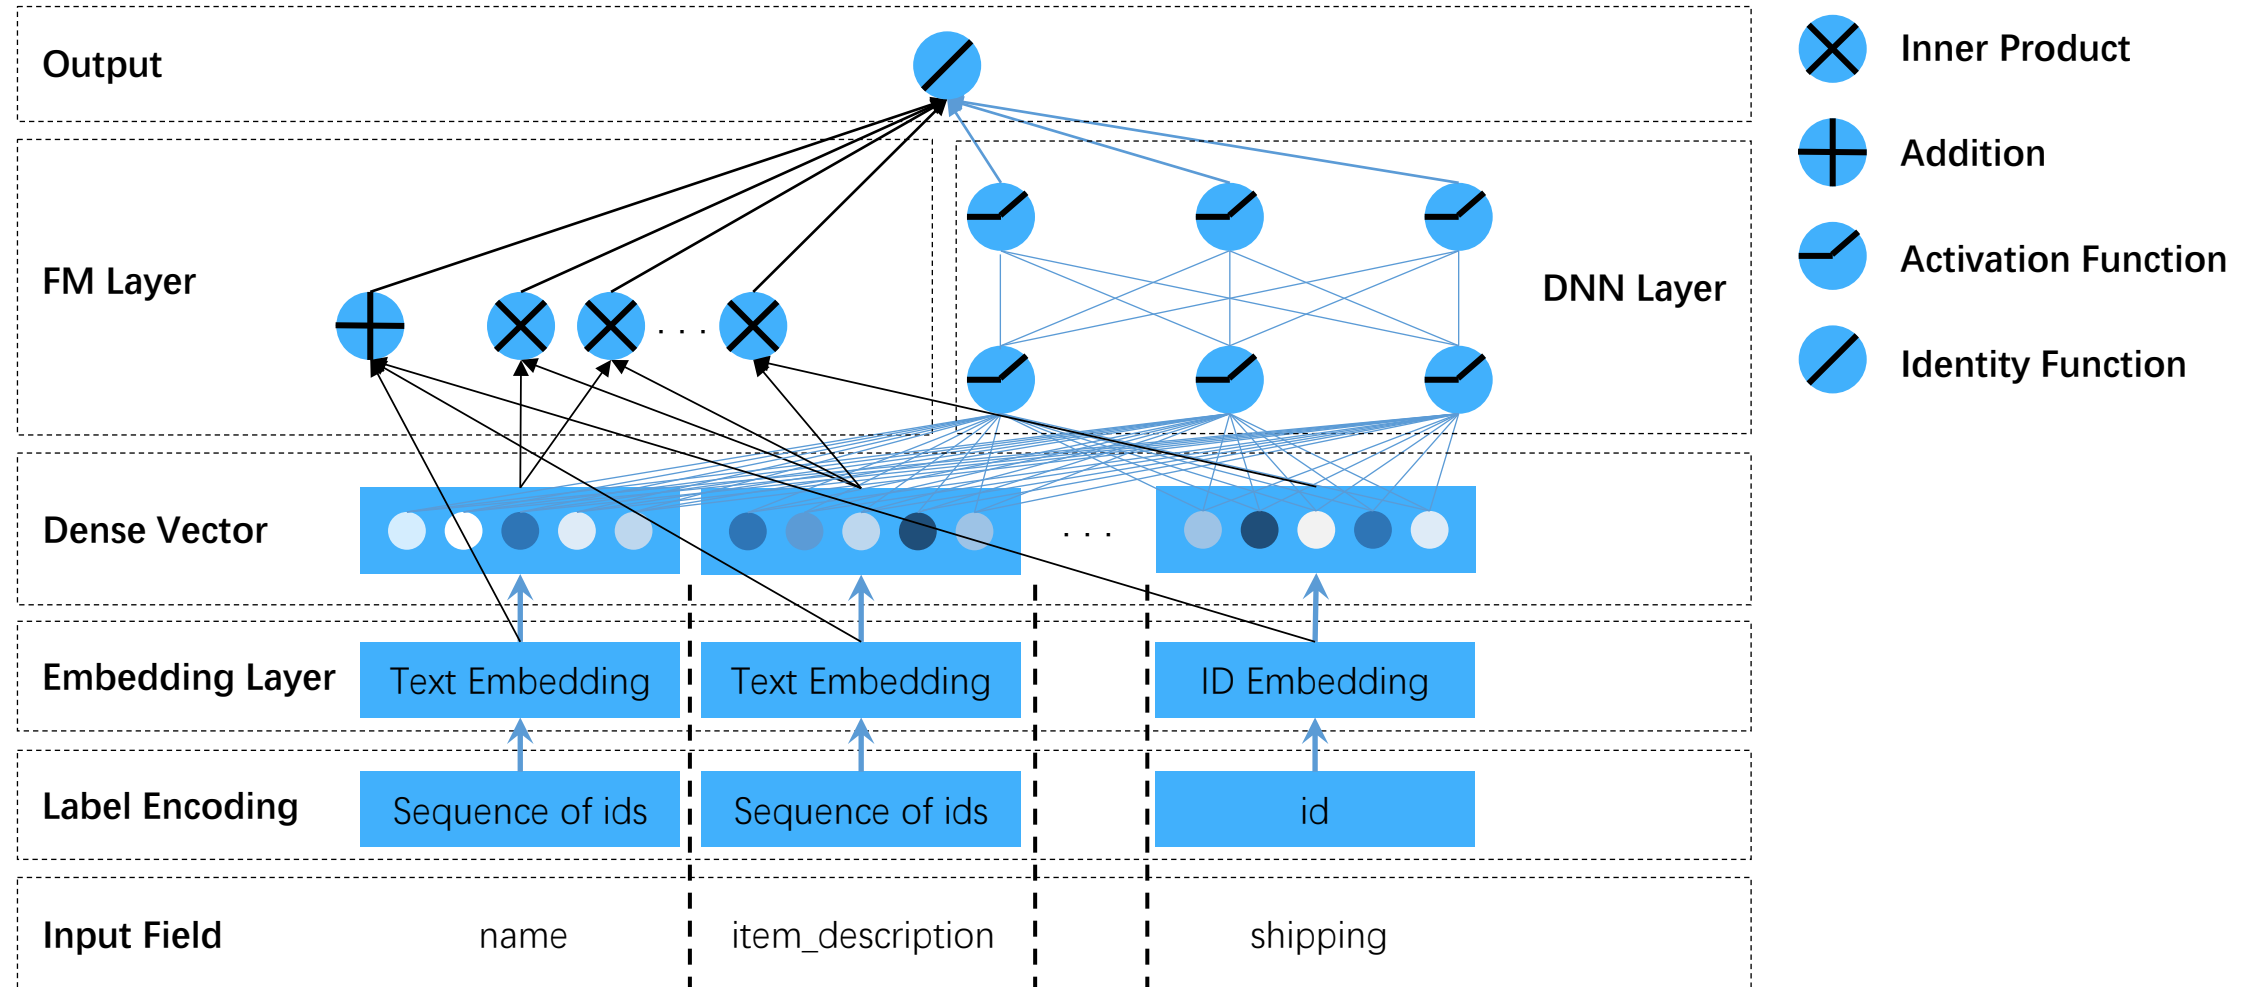 Output
Inner Product
Addition
Activation Function
Identity Function
FM Layer
. . .
DNN Layer
Dense Vector
. . .
Embedding Layer
Text Embedding
Text Embedding
ID Embedding
Label Encoding
Sequence of ids
Sequence of ids
id
Input Field
name
item_description
shipping